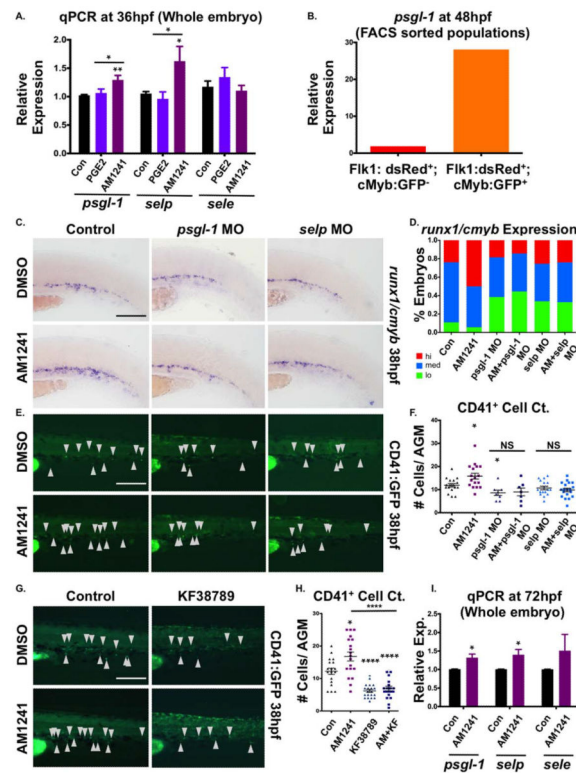 A. qPCR at 36hpf (Whole embryo)
Relative
Expression
2.0
1.5
1.0
0.5
0.0
* * ** *
Con PGE2 AM1241 Con PGE2 AM1241 Con PGE2 AM1241
psgl-1 selp sele
B. psgl-1 at 48hpf
(FACS sorted populations)
Relative
Expression
30
20
10
0
Flk1: dsRed+; Flk1:dsRed+;
cMyb:GFP- cMyb:GFP+
C. Control psgl-1 MO selp MO
DMSO
AM1241
runx1/cmyb 38hpf
D. runx1/cmyb Expression
% Embryos
1.0
0.8
0.6
0.4
0.2
0.0
hi
med
lo
Con AM1241 psgl-1 MO AM+psgl-1 MO selp MO AM+selp MO
E.
DMSO
AM1241
CD41:GFP 38hpf
F. CD41+ Cell Ct.
# Cells/ AGM
40
30
20
10
0
* NS NS
*
Con AM1241 psgl-1 MO AM+psgl-1 MO selp MO AM+selp MO
G. Control KF38789
DMSO
AM1241
CD41:GFP 38hpf
H. CD41+ Cell Ct.
# Cells/ AGM
30
20
10
0
****
* **** ****
Con AM1241 KF38789 AM+KF
I. qPCR at 72hpf
(Whole embryo)
Relative Exp.
2.0
1.5
1.0
0.5
0.0
* *
Con AM1241 Con AM1241 Con AM1241
psgl-1 selp sele